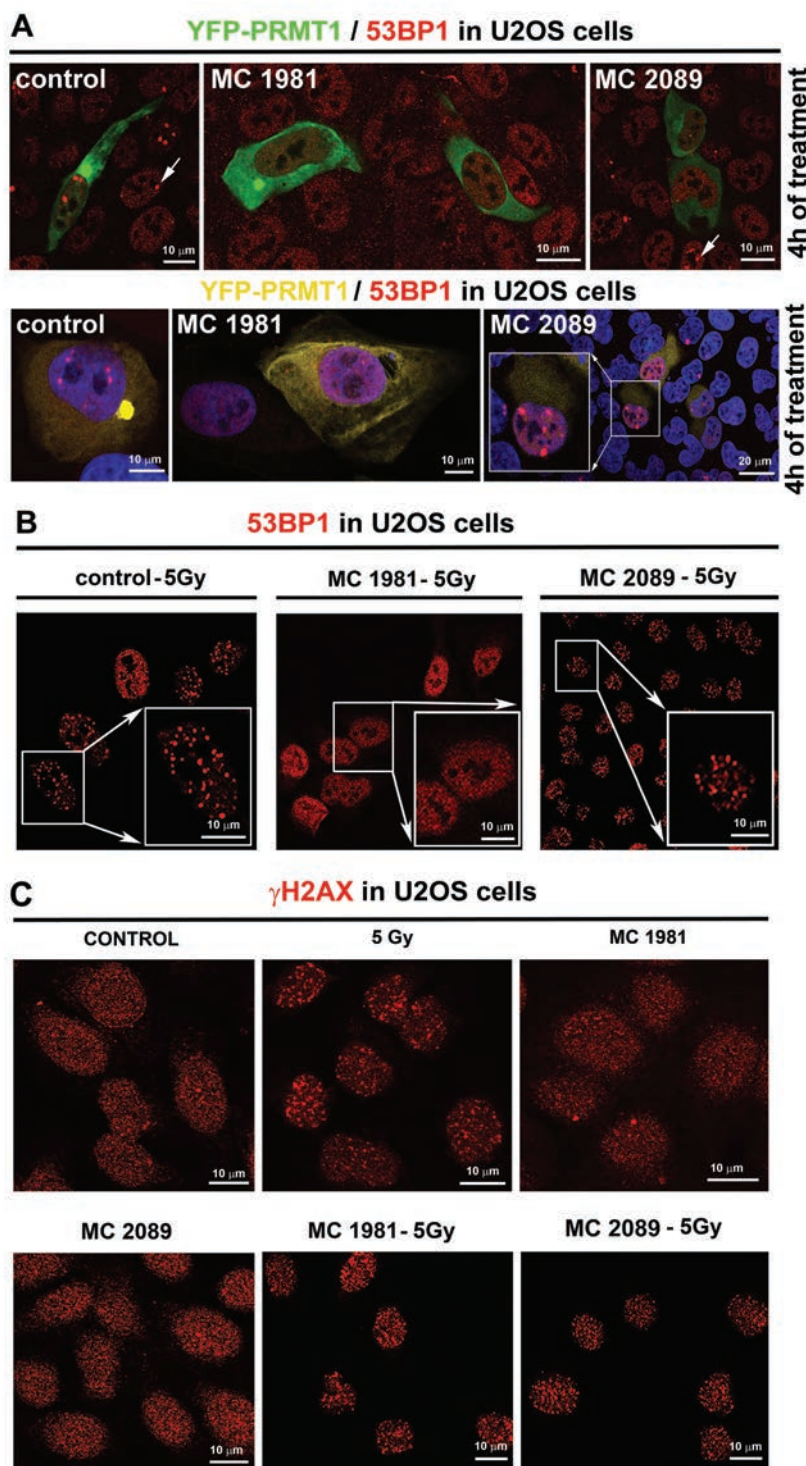 A
YFP-PRMT1 / 53BP1 in U2OS cells
control
MC 1981
MC 2089
10 μm
10 μm
10 μm
10 μm
4h of treatment
YFP-PRMT1 / 53BP1 in U2OS cells
control
MC 1981
MC 2089
10 μm
10 μm
20 μm
4h of treatment
B
53BP1 in U2OS cells
control-5Gy
MC 1981-5Gy
MC 2089-5Gy
10 μm
10 μm
10 μm
C
γH2AX in U2OS cells
CONTROL
5 Gy
MC 1981
10 μm
10 μm
10 μm
MC 2089
MC 1981-5Gy
MC 2089-5Gy
10 μm
10 μm
10 μm